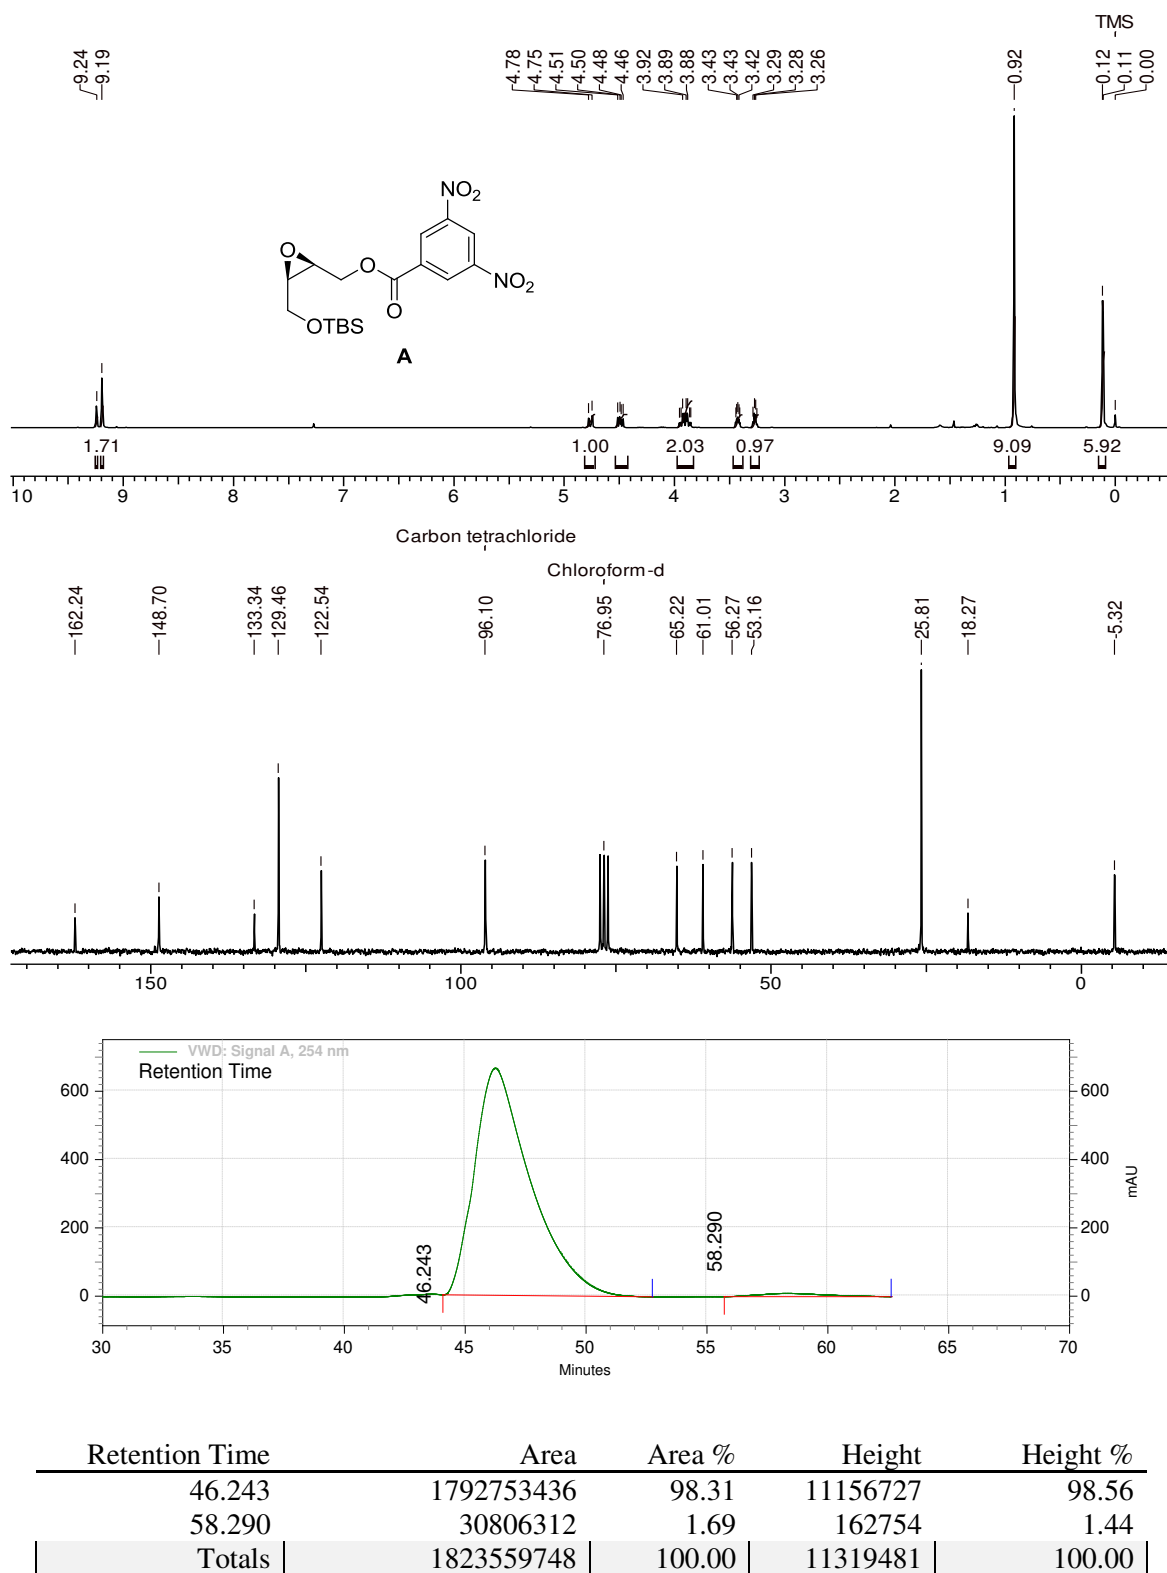 TMS
9.24
9.19
4.78
4.75
4.51
4.50
4.48
4.46
3.92
3.89
3.88
3.43
3.43
3.42
3.29
3.28
3.26
0.92
0.12
0.11
0.00
NO2
O
O
O
NO2
OTBS
A
1.71
1.00
2.03
0.97
9.09
5.92
10 9 8 7 6 5 4 3 2 1 0
Carbon tetrachloride
Chloroform-d
162.24
148.70
133.34
129.46
122.54
96.10
76.95
65.22
61.01
56.27
53.16
25.81
18.27
-5.32
150 100 50 0
VWD: Signal A, 254 nm
Retention Time
600
400
200
0
46.243
58.290
600
400
200
0
mAU
30 35 40 45 50 55 60 65 70
Minutes
Retention Time Area Area % Height Height %
46.243 1792753436 98.31 11156727 98.56
58.290 30806312 1.69 162754 1.44
Totals 1823559748 100.00 11319481 100.00